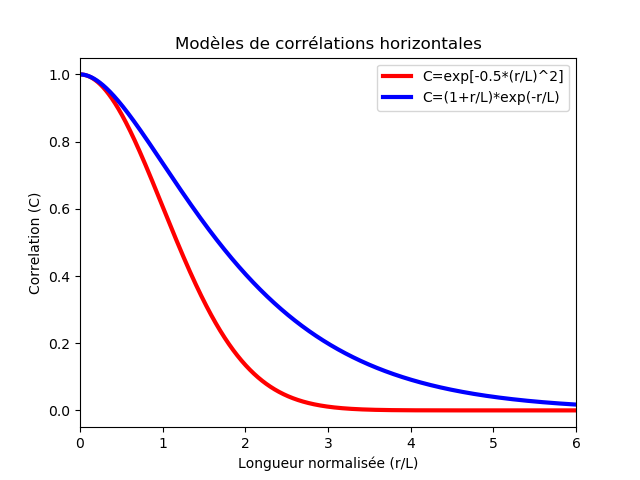 Modèles de corrélations horizontales
C=exp[-0.5*(r/L)^2]
C=(1+r/L)*exp(-r/L)
Correlation (C)
1.0
0.8
0.6
0.4
0.2
0.0
0 1 2 3 4 5 6
Longueur normalisée (r/L)